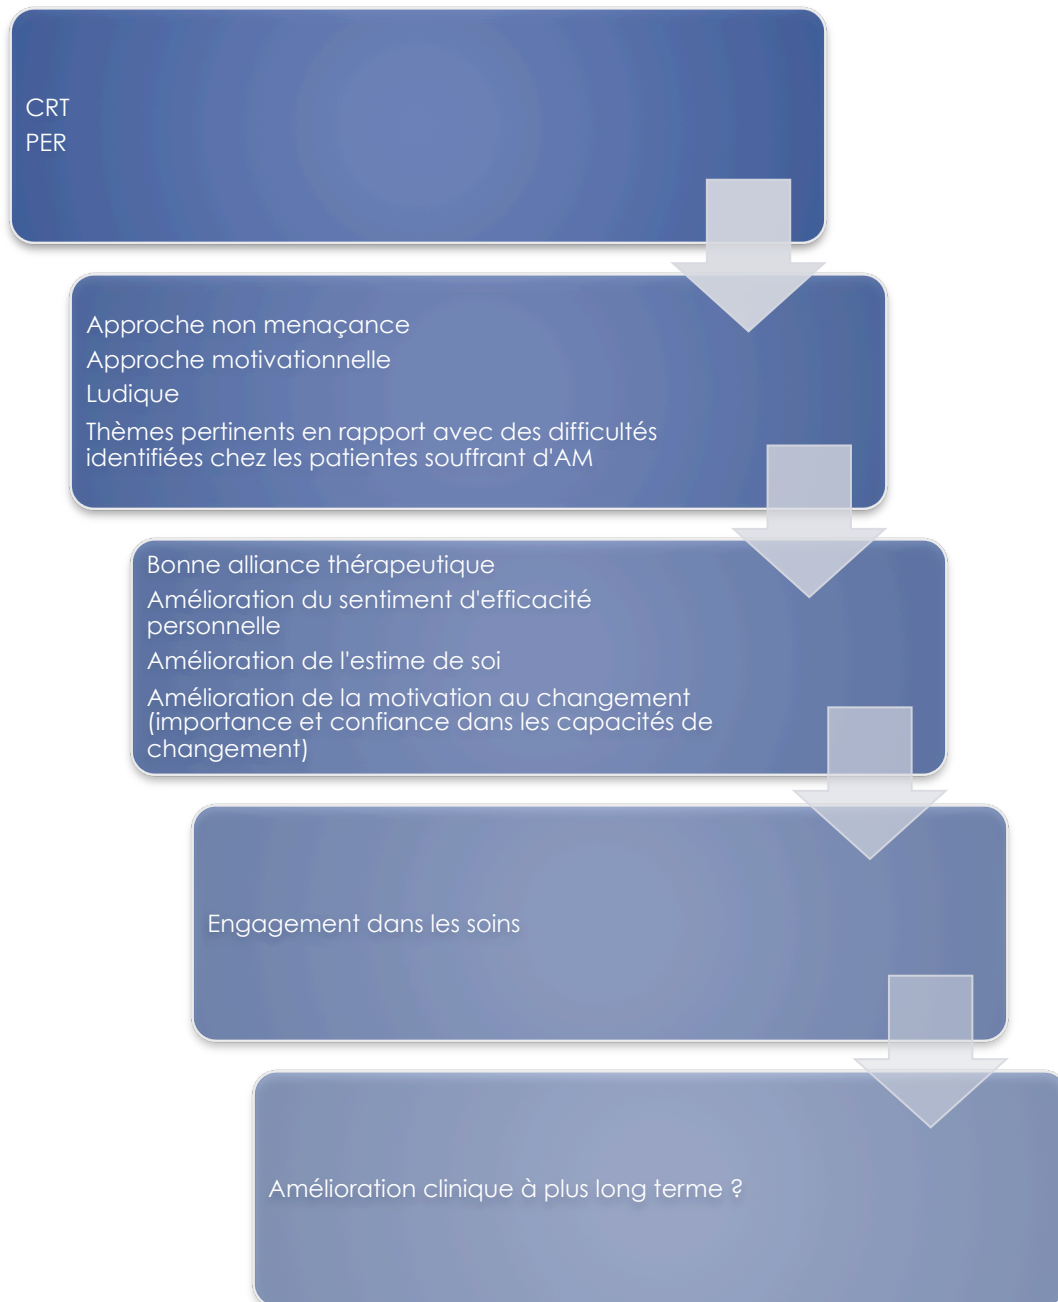 CRT
PER
Approche non menaçance
Approche motivationnelle
Ludique
Thèmes pertinents en rapport avec des difficultés
identifiées chez les patientes souffrant d'AM
Bonne alliance thérapeutique
Amélioration du sentiment d'efficacité
personnelle
Amélioration de l'estime de soi
Amélioration de la motivation au changement
(importance et confiance dans les capacités de
changement)
Engagement dans les soins
Amélioration clinique à plus long terme ?